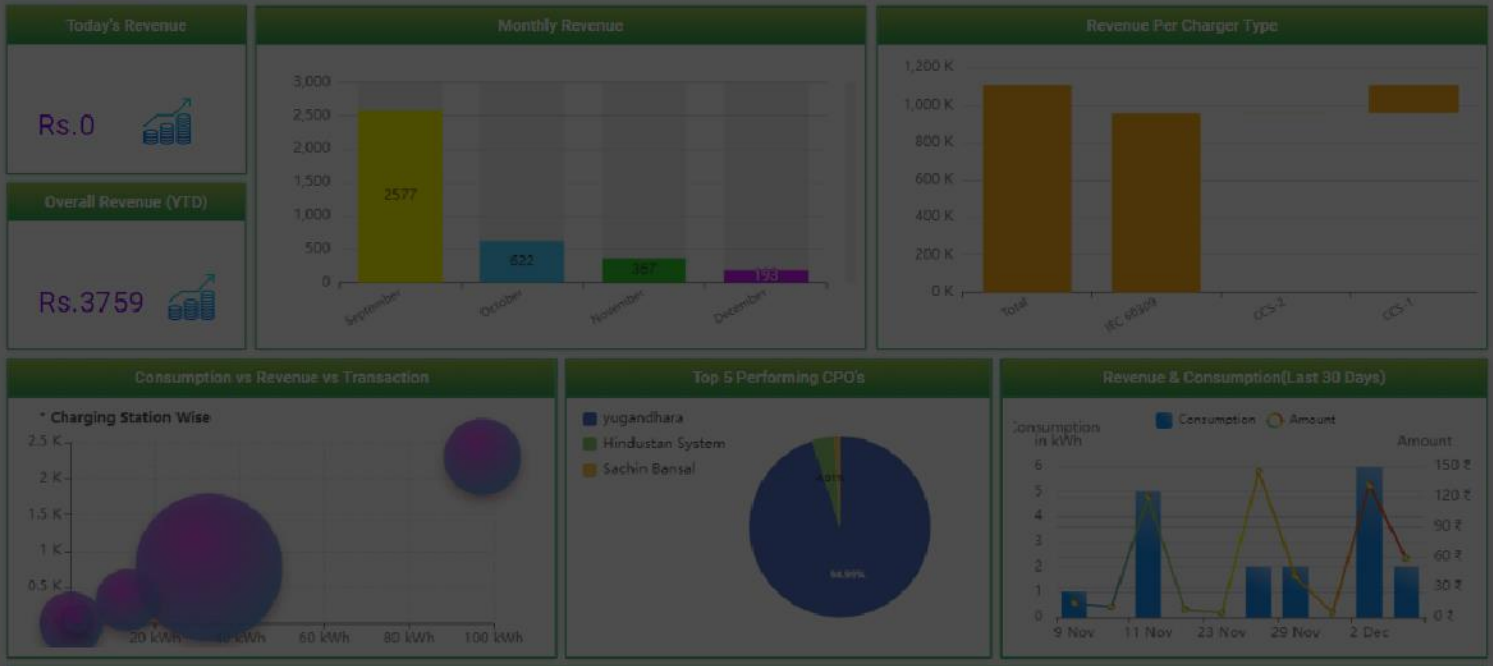 Today's Revenue
Rs.0
Overall Revenue (YTD)
Rs.3759
Monthly Revenue
3,000
2,500
2,000
1,500
1,000
500
0
2577
622
367
193
September
October
November
December
Revenue Per Charger Type
1,200 K
1,000 K
800 K
600 K
400 K
200 K
0 K
Total
IEC 60309
CCS-2
CCS-1
Consumption vs Revenue vs Transaction
* Charging Station Wise
2.5 K
2 K
1.5 K
1 K
0.5 K
20 kWh
40 kWh
60 kWh
80 kWh
100 kWh
Top 5 Performing CPO's
yugandhara
Hindustan System
Sachin Bansal
94.99%
Revenue & Consumption(Last 30 Days)
Consumption
Amount
Consumption
in kWh
Amount
6
5
4
3
2
1
0
150 ₹
120 ₹
90 ₹
60 ₹
30 ₹
0 ₹
9 Nov
11 Nov
23 Nov
29 Nov
2 Dec